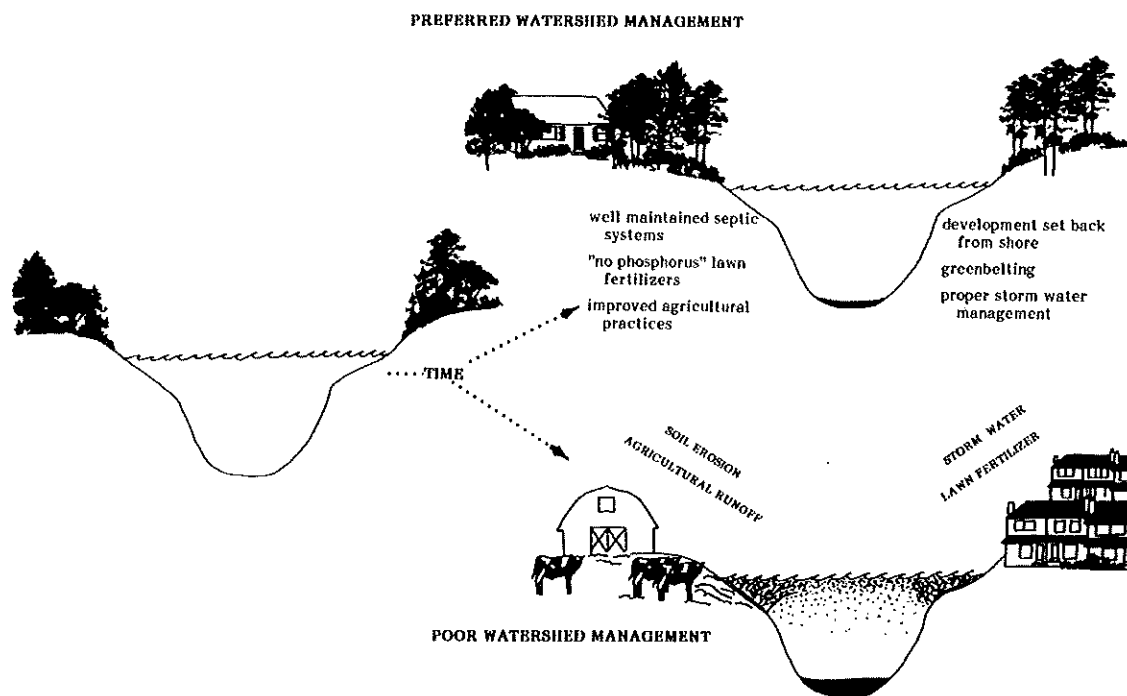 PREFERRED WATERSHED MANAGEMENT
well maintained septic
systems
"no phosphorus" lawn
fertilizers
improved agricultural
practices
development set back
from shore
greenbelting
proper storm water
management
TIME
SOIL EROSION
AGRICULTURAL RUNOFF
STORM WATER
LAWN FERTILIZER
POOR WATERSHED MANAGEMENT